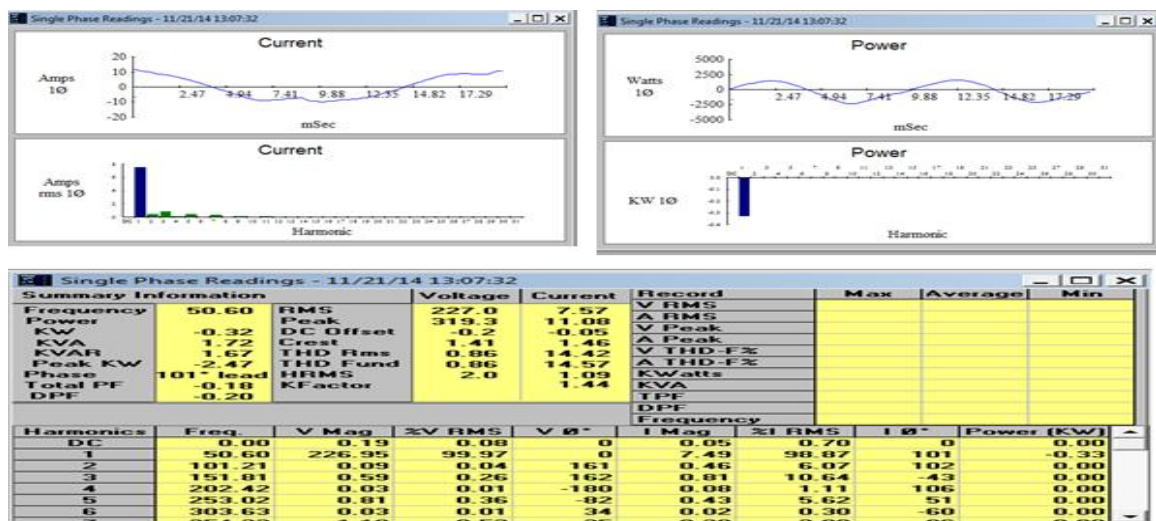 Single Phase Readings - 11/21/14 13:07:32
Current
20
10
0
-10
-20
Amps
1Ø
2.47 4.94 7.41 9.88 12.35 14.82 17.29
mSec
Current
Amps
rms 1Ø
Harmonic
Single Phase Readings - 11/21/14 13:07:32
Power
5000
2500
0
-2500
-5000
Watts
1Ø
2.47 4.94 7.41 9.88 12.35 14.82 17.29
mSec
Power
KW 1Ø
Harmonic
Single Phase Readings - 11/21/14 13:07:32
Summary Information Voltage Current Record Max Average Min
Frequency 50.60 RMS 227.0 7.57 V RMS
Power Peak 319.3 11.08 A RMS
KW -0.32 DC Offset -0.2 -0.05 V Peak
KVA 1.72 Crest 1.41 1.46 A Peak
KVAR 1.67 THD Rms 0.86 14.42 V THD-F%
Peak KW -2.47 THD Fund 0.86 14.57 A THD-F%
Phase 101° lead HRMS 2.0 1.09 KWatts
Total PF -0.18 KFactor 1.44 KVA
DPF -0.20 TPF
DPF
Frequency
Harmonics Freq. V Mag %V RMS V Ø° I Mag %I RMS I Ø° Power (KW)
DC 0.00 0.19 0.08 0 0.05 0.70 0 0.00
1 50.60 226.95 99.97 0 7.49 98.87 101 -0.33
2 101.21 0.09 0.04 161 0.46 6.07 102 0.00
3 151.81 0.59 0.26 162 0.81 10.64 -43 0.00
4 202.42 0.03 0.01 -180 0.08 1.11 106 0.00
5 253.02 0.81 0.36 -82 0.43 5.62 51 0.00
6 303.63 0.03 0.01 34 0.02 0.30 -60 0.00